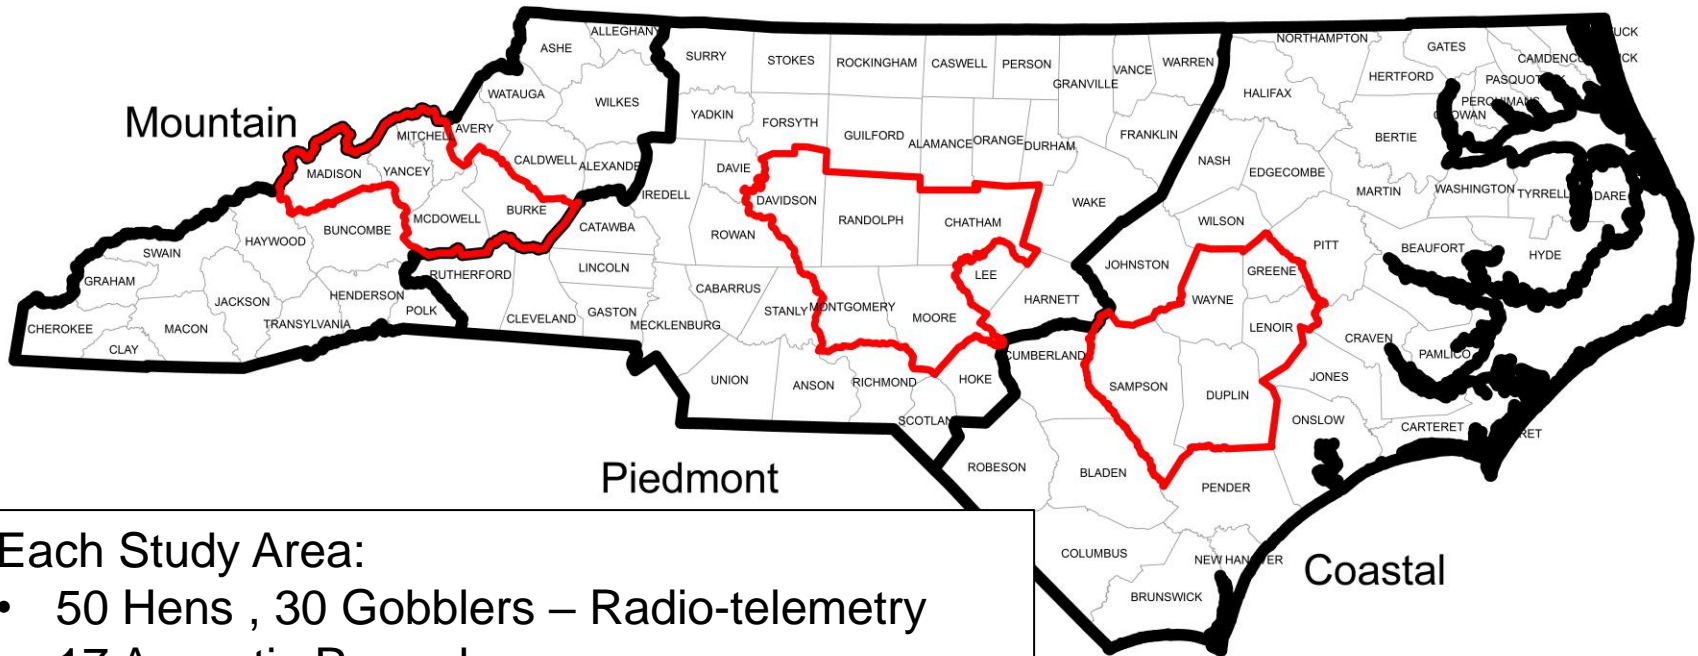 ALLEGHANY
ASHE
SURRY
STOKES
ROCKINGHAM
CASWELL
PERSON
GRANVILLE
VANCE
WARREN
NORTHAMPTON
GATES
HERTFORD
HALIFAX
WATAUGA
WILKES
YADKIN
FORSYTH
GUILFORD
ALAMANCE
ORANGE
DURHAM
FRANKLIN
BERTIE
Mountain
AVERY
MADISON
YANCEY
CALDWELL
IREDELL
DAVIE
NASH
EDGECOMBE
MARTIN
WASHINGTON
TYRRELL
DARE
MCDOWELL
BURKE
DAVIDSON
RANDOLPH
CHATHAM
WAKE
WILSON
PITT
BEAUFORT
HYDE
BUNCOMBE
HAYWOOD
SWAIN
CATAWBA
ROWAN
GRAHAM
JACKSON
HENDERSON
RUTHERFORD
LINCOLN
CABARRUS
STANLY
MONTGOMERY
LEE
HARNETT
JOHNSTON
GREENE
WAYNE
LENOIR
CRAVEN
PAMLICO
CHEROKEE
MACON
TRANSYLVANIA
POLK
CLEVELAND
GASTON
MECKLENBURG
MOORE
CUMBERLAND
CLAY
UNION
ANSON
RICHMOND
HOKE
SAMPSON
DUPLIN
JONES
ONSLOW
CARTERET
ROBESON
BLADEN
PENDER
Piedmont
COLUMBUS
BRUNSWICK
Coastal
Each Study Area:
• 50 Hens , 30 Gobblers – Radio-telemetry